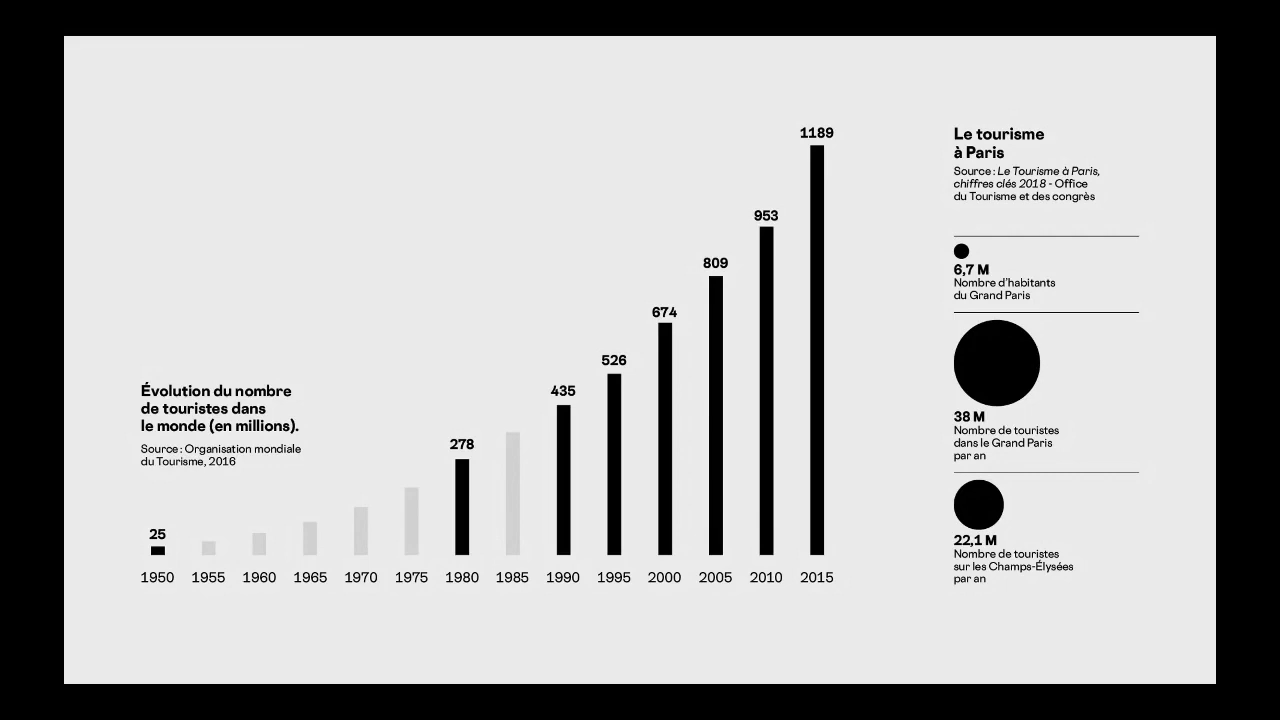 Évolution du nombre
de touristes dans
le monde (en millions).
Source : Organisation mondiale
du Tourisme, 2016
25
278
435
526
674
809
953
1189
1950 1955 1960 1965 1970 1975 1980 1985 1990 1995 2000 2005 2010 2015
Le tourisme
à Paris
Source : Le Tourisme à Paris,
chiffres clés 2018 - Office
du Tourisme et des congrès
6,7 M
Nombre d'habitants
du Grand Paris
38 M
Nombre de touristes
dans le Grand Paris
par an
22,1 M
Nombre de touristes
sur les Champs-Élysées
par an